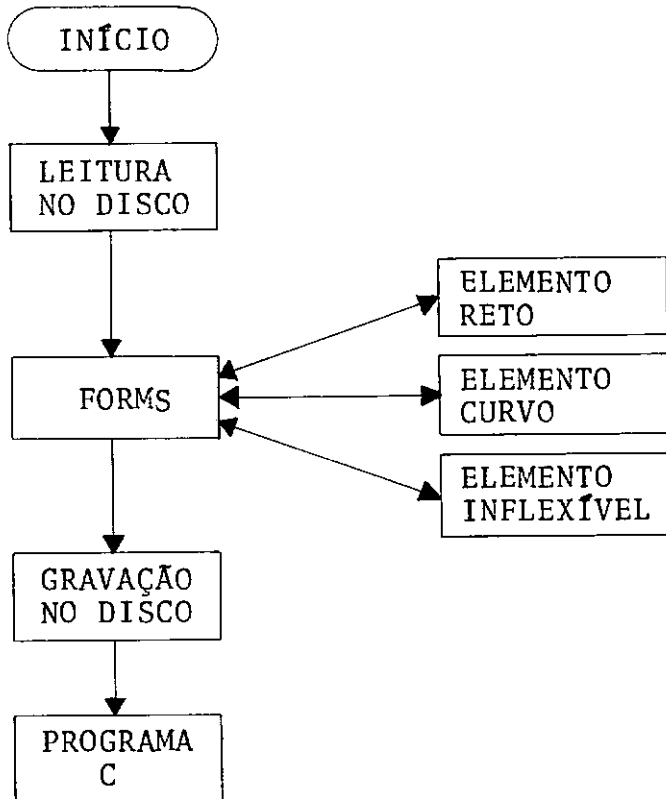 INÍCIO
LEITURA
NO DISCO
ELEMENTO
RETO
FORMS
ELEMENTO
CURVO
ELEMENTO
INFLEXÍVEL
GRAVAÇÃO
NO DISCO
PROGRAMA
C